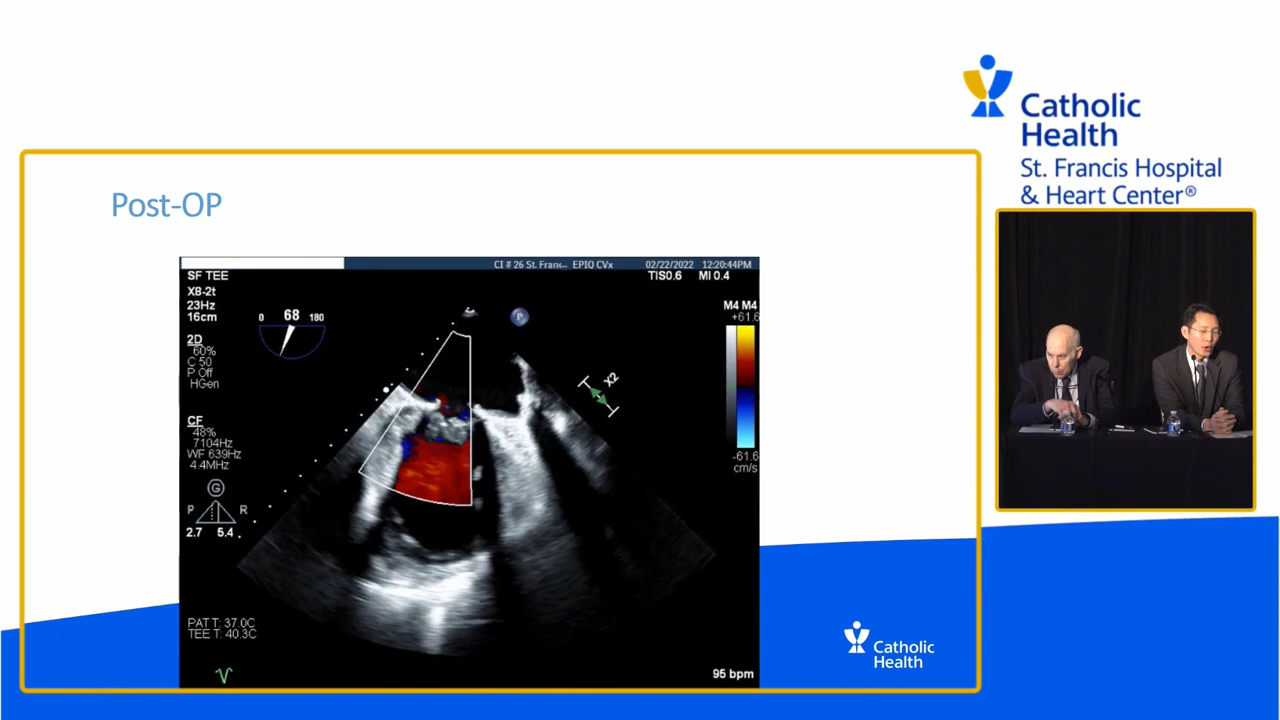 Catholic
Health
St. Francis Hospital
& Heart Center®
Post-OP
CI # 26 St. Franc~ EPIQ CVx 02/22/2022 12:20:44PM
SF TEE
TIS0.6 MI 0.4
X8-2t
23Hz
16cm
0 68 180
P
M4 M4
+61.6
2D
60%
C 50
P Off
HGen
X2
CF
48%
7104Hz
WF 639Hz
4.4MHz
-61.6
cm/s
G
P R
2.7 5.4
PAT T: 37.0C
TEE T: 40.3C
95 bpm
Catholic
Health